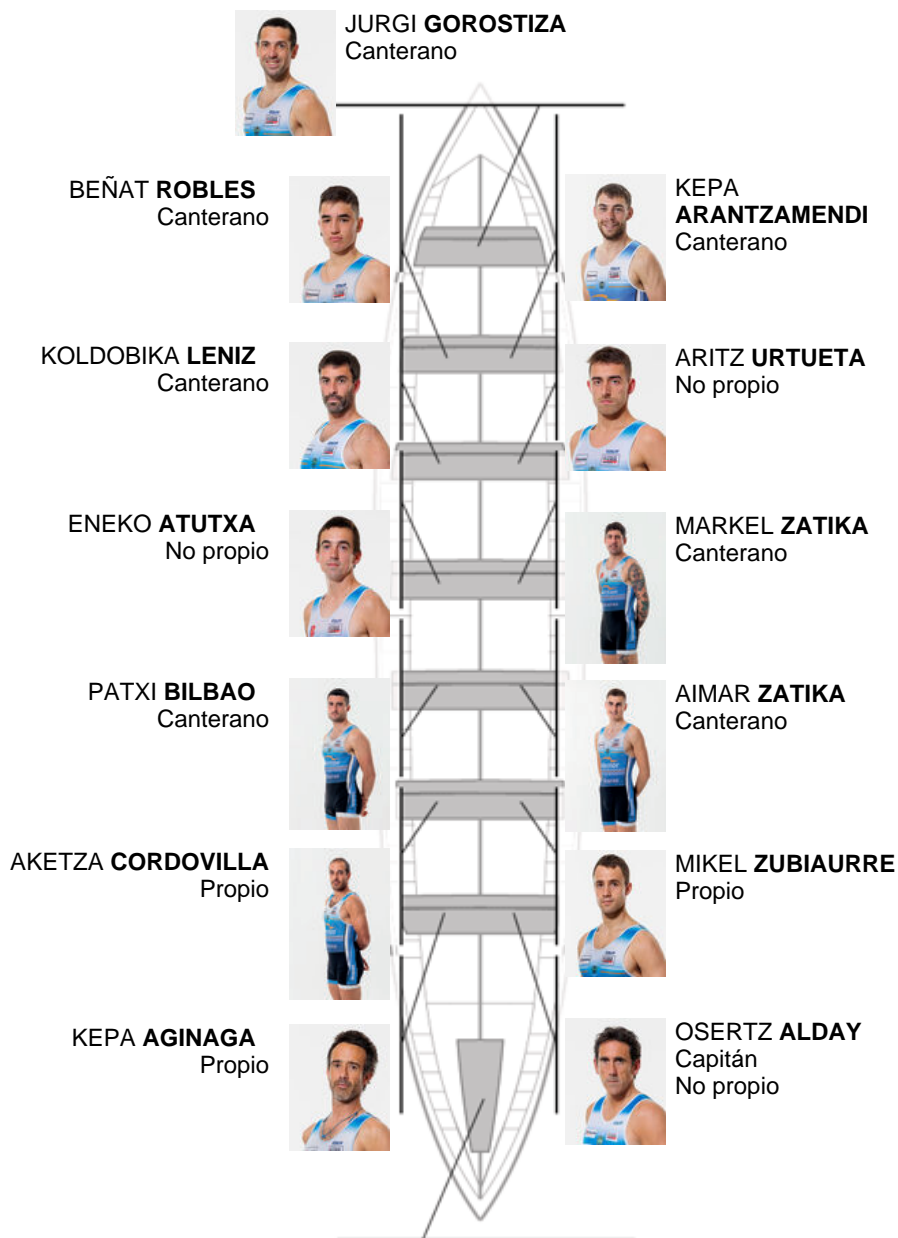 JURGI GOROSTIZA
Canterano
BEÑAT ROBLES
Canterano
KEPA
ARANTZAMENDI
Canterano
KOLDOBIKA LENIZ
Canterano
ARITZ URTUETA
No propio
ENEKO ATUTXA
No propio
MARKEL ZATIKA
Canterano
PATXI BILBAO
Canterano
AIMAR ZATIKA
Canterano
AKETZA CORDOVILLA
Propio
MIKEL ZUBIAURRE
Propio
KEPA AGINAGA
Propio
OSERTZ ALDAY
Capitán
No propio